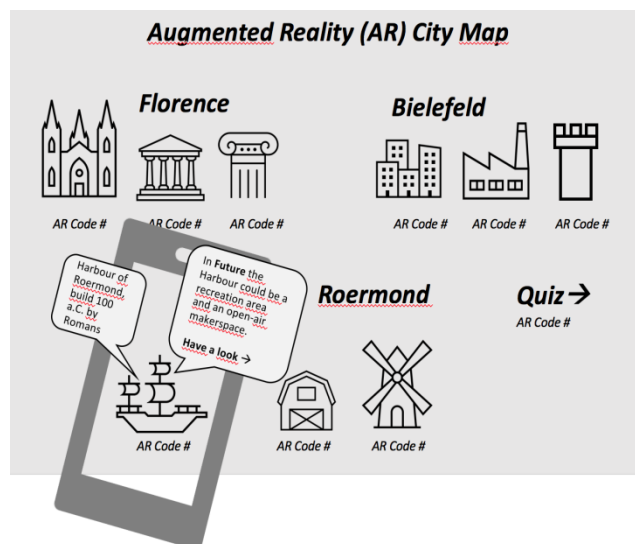 Augmented Reality (AR) City Map
Florence
Bielefeld
AR Code #
AR Code #
AR Code #
AR Code #
AR Code #
AR Code #
Harbour of
Roermond,
build 100
a.C. by
Romans
In Future the
Harbour could be a
recreation area
and an open-air
makerspace.
Have a look →
Roermond
Quiz→
AR Code #
AR Code #
AR Code #
AR Code #